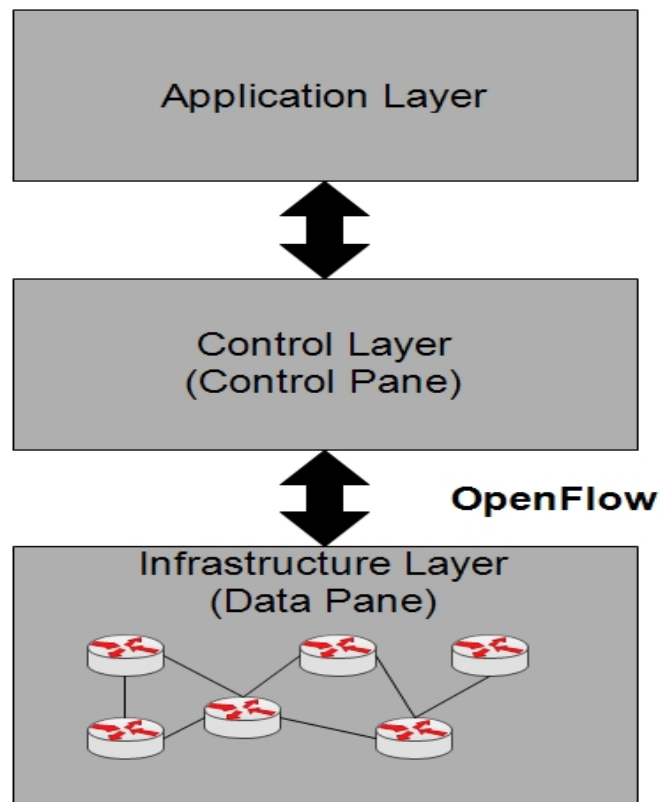 Application Layer
Control Layer
(Control Pane)
OpenFlow
Infrastructure Layer
(Data Pane)